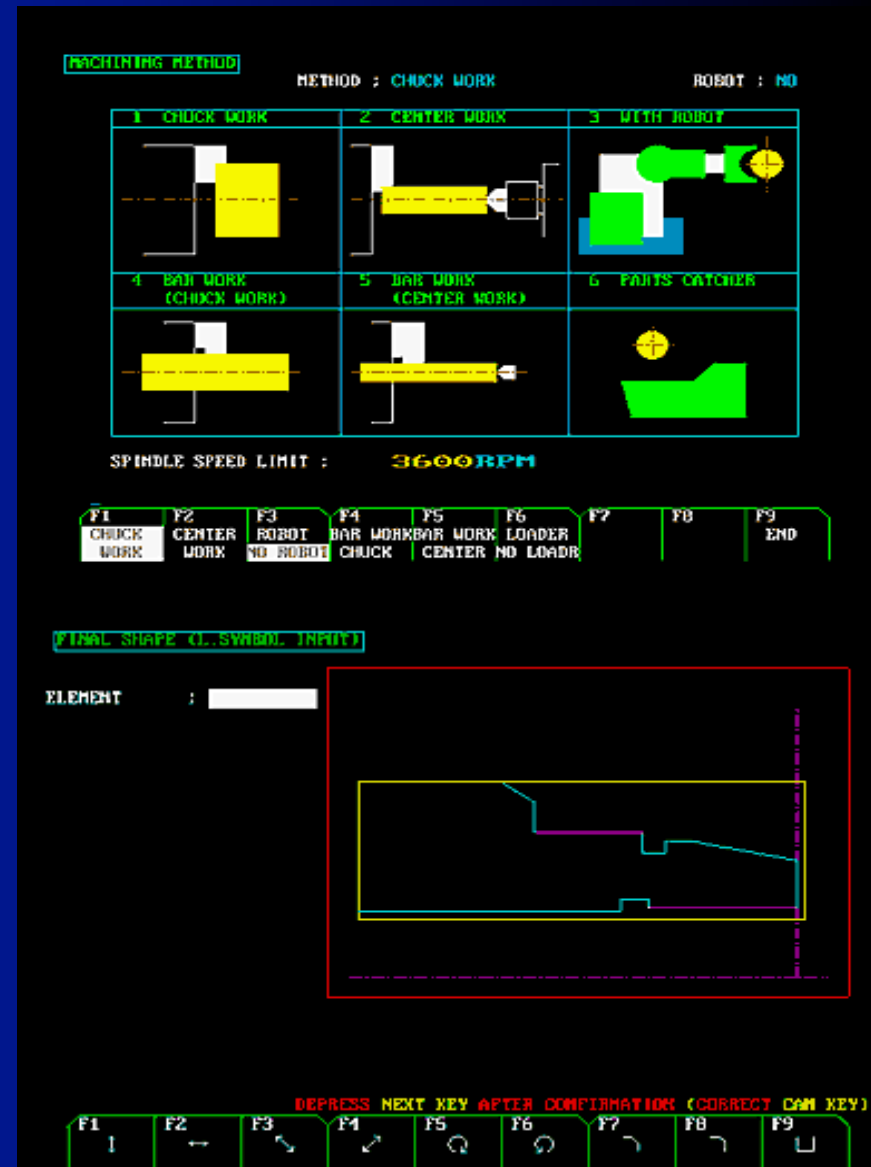 MACHINING METHOD
METHOD : CHUCK WORK ROBOT : NO
1 CHUCK WORK 2 CENTER WORK 3 WITH ROBOT
4 BAR WORK 5 BAR WORK 6 PARTS CATCHER
(CHUCK WORK) (CENTER WORK)
SPINDLE SPEED LIMIT : 3600RPM
F1 F2 F3 F4 F5 F6 F7 F8 F9
CHUCK CENTER ROBOT BAR WORK BAR WORK LOADER END
WORK WORK NO ROBOT CHUCK CENTER NO LOADR
FINAL SHAPE (1..SYMBOL INPUT)
ELEMENT :
DEPRESS NEXT KEY AFTER COMFIRMATION (CORRECT CAM KEY)
F1 F2 F3 F4 F5 F6 F7 F8 F9